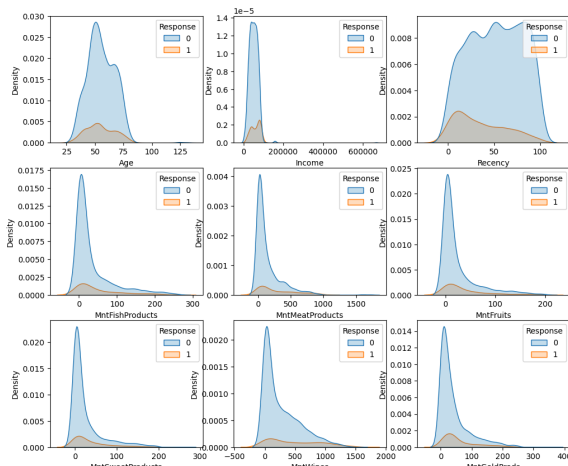 0.030
0.025
0.020
0.015
0.010
0.005
0.000
Density
25 50 75 100 125
Age
Response
0
1
1e-5
1.4
1.2
1.0
0.8
0.6
0.4
0.2
0.0
Density
0 200000 400000 600000
Income
Response
0
1
0.008
0.006
0.004
0.002
0.000
Density
0 50 100
Recency
Response
0
1
0.0175
0.0150
0.0125
0.0100
0.0075
0.0050
0.0025
0.0000
Density
0 100 200 300
MntFishProducts
Response
0
1
0.004
0.003
0.002
0.001
0.000
Density
0 500 1000 1500
MntMeatProducts
Response
0
1
0.025
0.020
0.015
0.010
0.005
0.000
Density
0 100 200
MntFruits
Response
0
1
0.020
0.015
0.010
0.005
0.000
Density
0 100 200 300
MntSweetProducts
Response
0
1
0.0020
0.0015
0.0010
0.0005
0.0000
Density
−500 0 500 1000 1500 2000
MntWines
Response
0
1
0.014
0.012
0.010
0.008
0.006
0.004
0.002
0.000
Density
0 100 200 300 400
MntGoldProds
Response
0
1